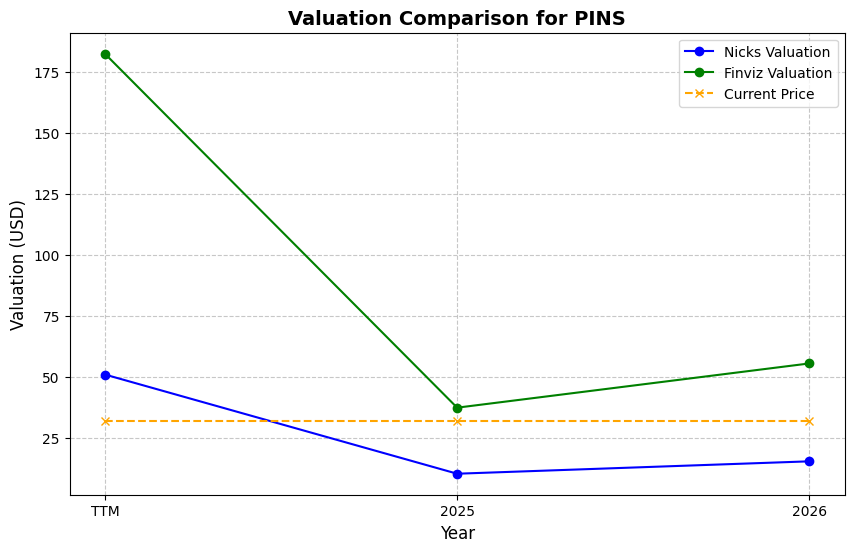 Valuation Comparison for PINS
Nicks Valuation
Finviz Valuation
Current Price
Valuation (USD)
175
150
125
100
75
50
25
TTM
2025
2026
Year